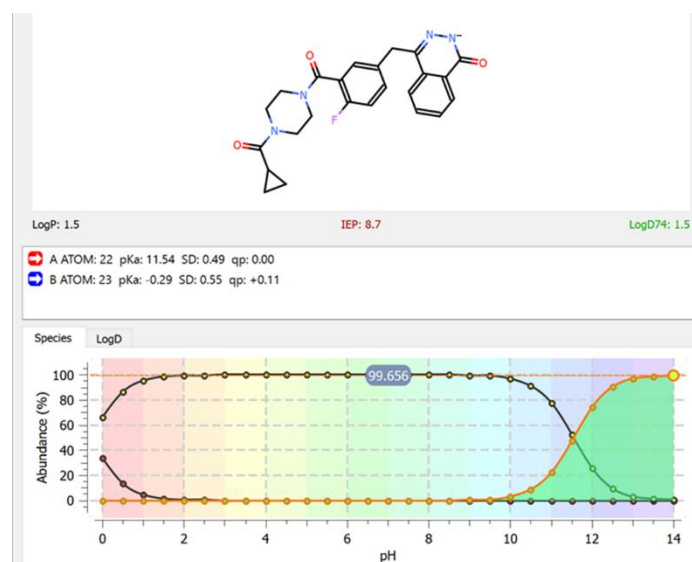 O
N
N⁻
O
N
F
N
O
LogP: 1.5 IEP: 8.7 LogD74: 1.5
A ATOM: 22 pKa: 11.54 SD: 0.49 qp: 0.00
B ATOM: 23 pKa: -0.29 SD: 0.55 qp: +0.11
Species LogD
Abundance (%)
100
80
60
40
20
0
99.656
0 2 4 6 8 10 12 14
pH